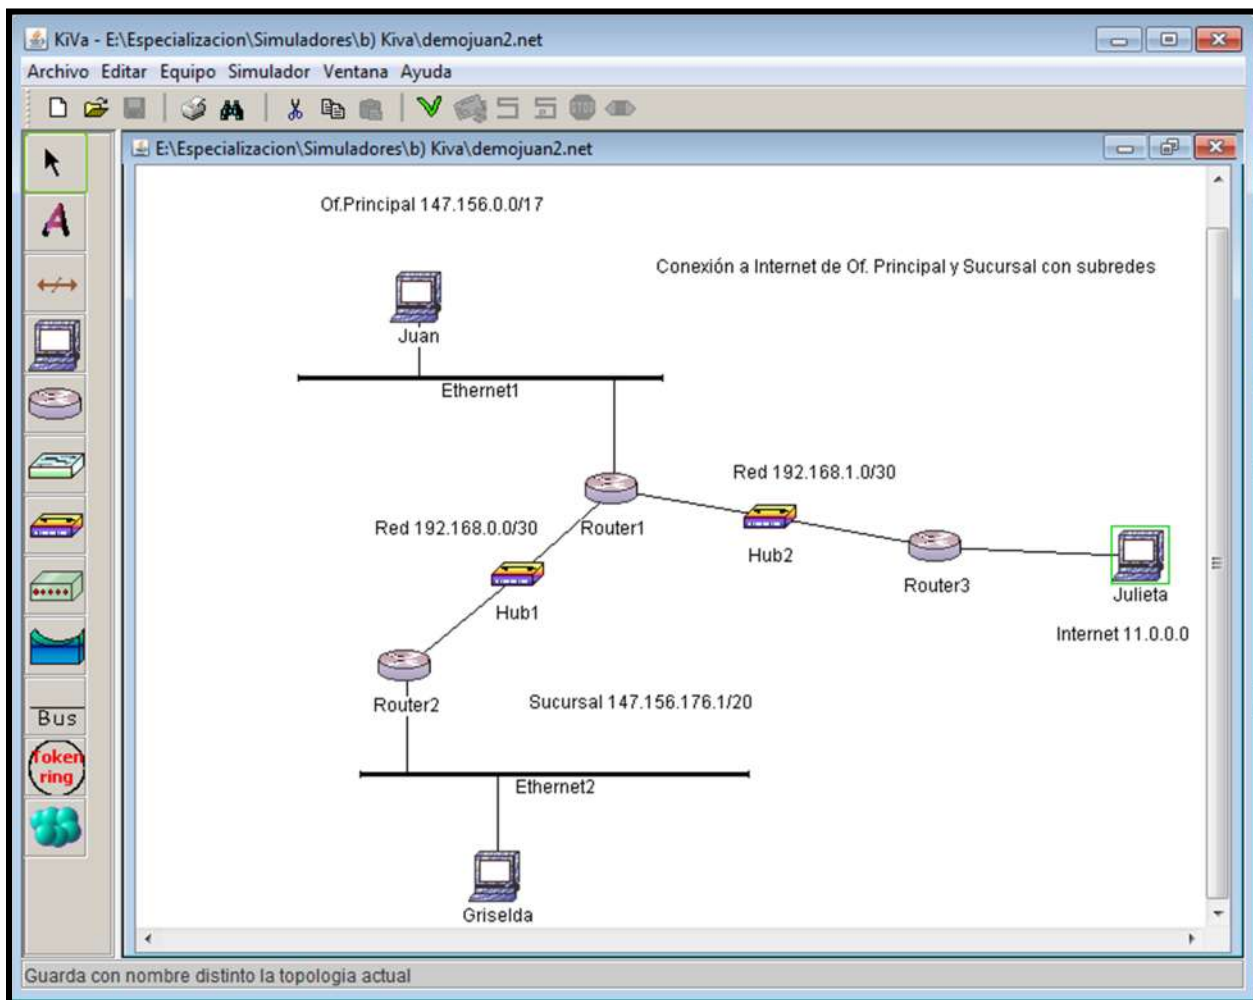 KiVa - E:\Especializacion\Simuladores\b) Kiva\demojuan2.net
Archivo Editar Equipo Simulador Ventana Ayuda
STOP
E:\Especializacion\Simuladores\b) Kiva\demojuan2.net
A
Of.Principal 147.156.0.0/17
Conexión a Internet de Of. Principal y Sucursal con subredes
Juan
Ethernet1
Red 192.168.1.0/30
Red 192.168.0.0/30
Router1
Hub2
Router3
Julieta
Hub1
Internet 11.0.0.0
Router2
Sucursal 147.156.176.1/20
Bus
Token
ring
Ethernet2
Griselda
Guarda con nombre distinto la topologia actual